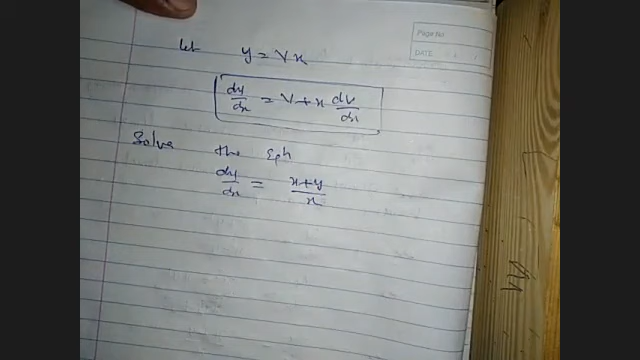 Page No.
DATE
let y = Vx
dy/dx = V + x dv/dx
Solve the Eqn
dy/dx = x+y/x